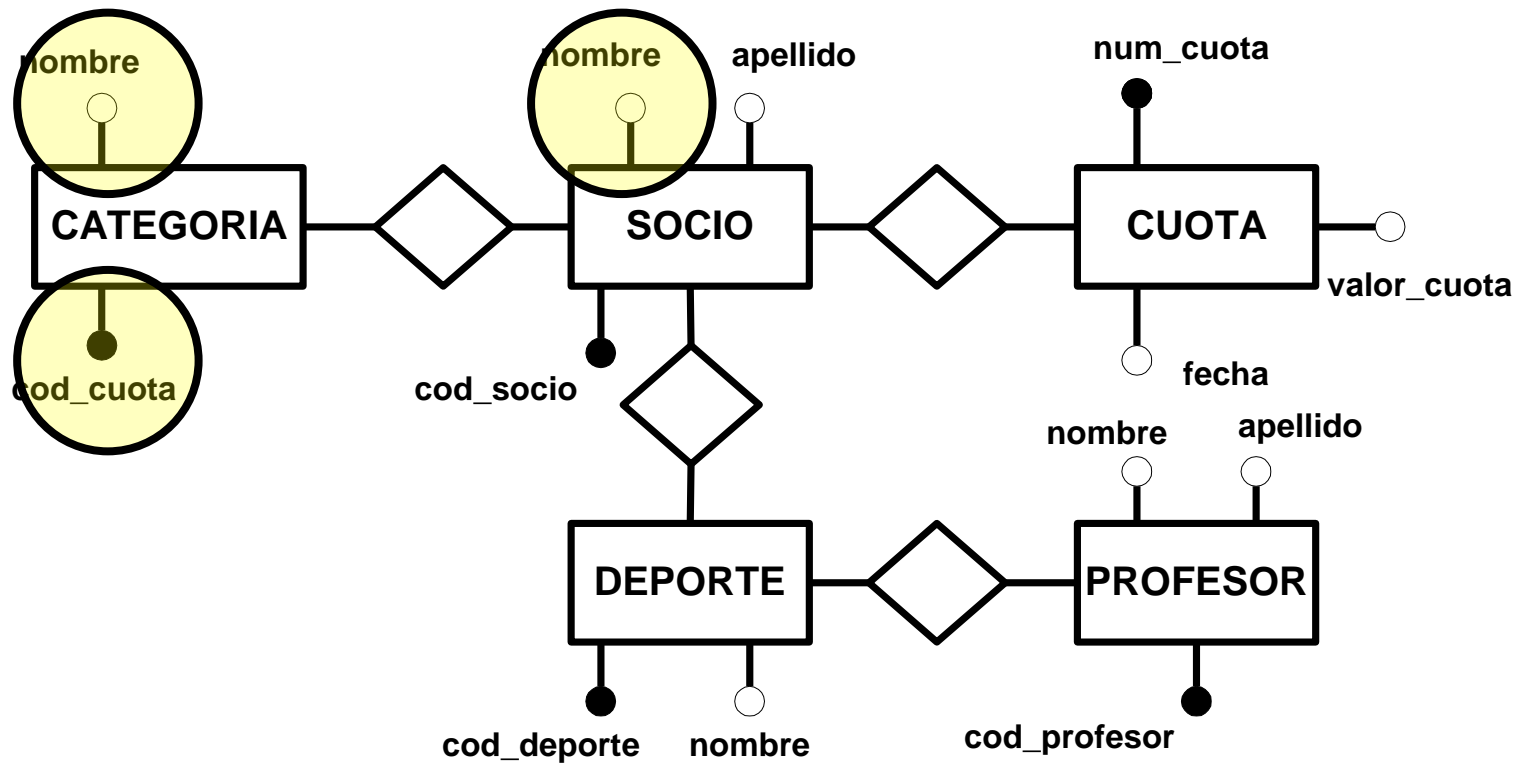 nombre
nombre
apellido
num_cuota
CATEGORIA
SOCIO
CUOTA
valor_cuota
cod_cuota
cod_socio
fecha
nombre
apellido
DEPORTE
PROFESOR
cod_deporte
nombre
cod_profesor